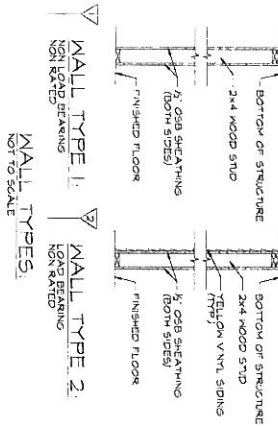 BOTTOM OF STRUCTURE
2x4 WOOD STUD
½" OSB SHEATHING
(BOTH SIDES)
FINISHED FLOOR
1
WALL TYPE 1:
NON LOAD BEARING
NON RATED
BOTTOM OF STRUCTURE
2x4 WOOD STUD
YELLOW VINYL SIDING
(TYP)
½" OSB SHEATHING
(BOTH SIDES)
FINISHED FLOOR
2
WALL TYPE 2:
LOAD BEARING
NON RATED
WALL TYPES:
NOT TO SCALE